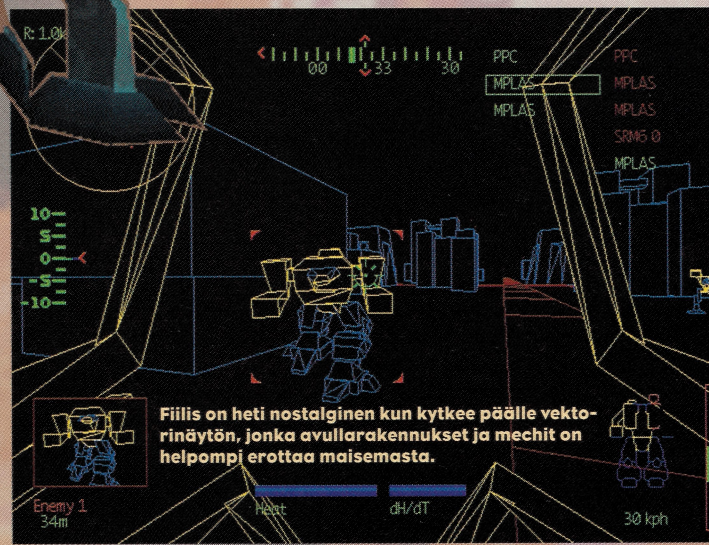 R: 1.0k
00 33 30
PPC PPC
MPLAS MPLAS
MPLAS MPLAS
SRM6 0
MPLAS
10
5
0
-5
-10
Fiilis on heti nostalginen kun kytkee päälle vekto-
rinäytön, jonka avullarakennukset ja mechit on
helpompi erottaa maisemasta.
Enemy 1
34m
Heat dH/dT
30 kph